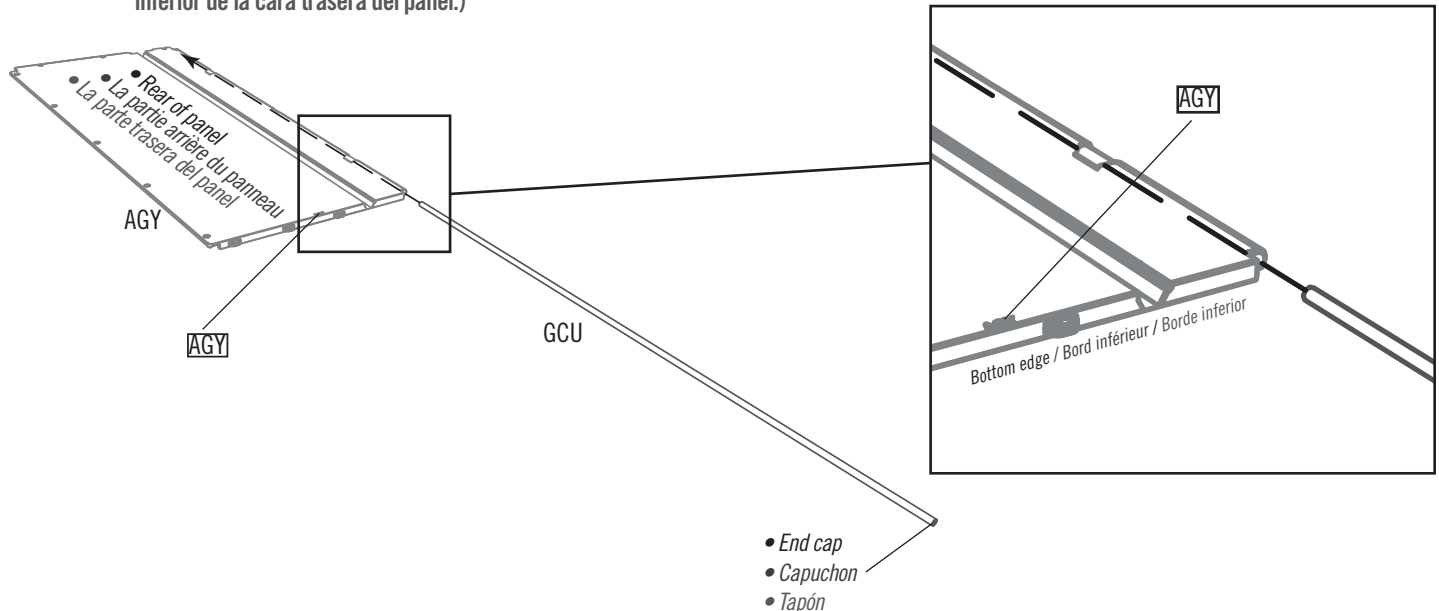 inferior de la cara trasera del panel.)
• Rear of panel
• La partie arrière du panneau
• La parte trasera del panel
AGY
AGY
GCU
• End cap
• Capuchon
• Tapón
AGY
Bottom edge / Bord inférieur / Borde inferior